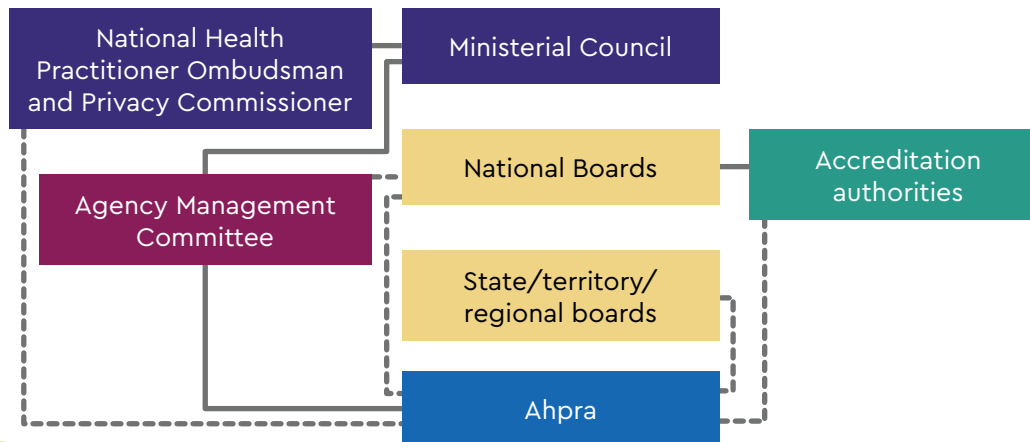 National Health
Practitioner Ombudsman
and Privacy Commissioner
Ministerial Council
National Boards
Accreditation
authorities
Agency Management
Committee
State/territory/
regional boards
Ahpra